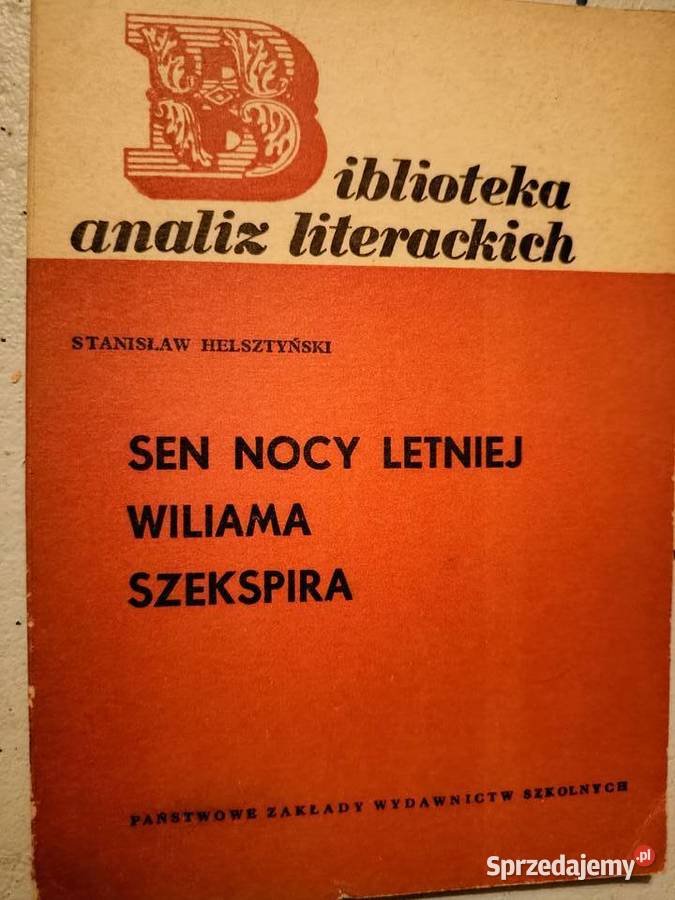 Biblioteka
analiz literackich
STANISŁAW HELSZTYŃSKI
SEN NOCY LETNIEJ
WILIAMA
SZEKSPIRA
PAŃSTWOWE ZAKŁADY WYDAWNICTW SZKOLNYCH
Sprzedajemy.pl